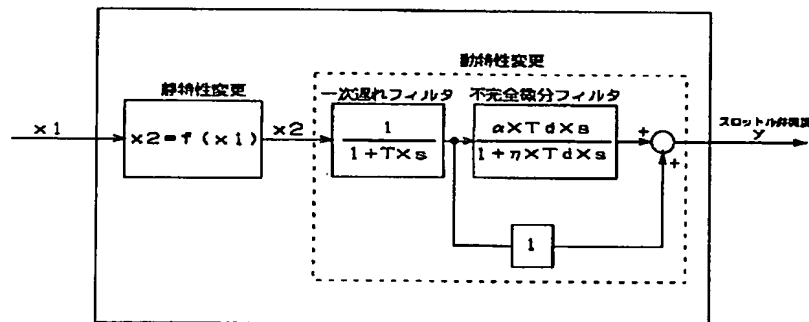 動特性変更
静特性変更
一次遅れフィルタ
不完全微分フィルタ
x1
x2=f(x1)
x2
1
1+T×s
α×Td×s
1+η×Td×s
+
+
スロットル弁開度
y
1